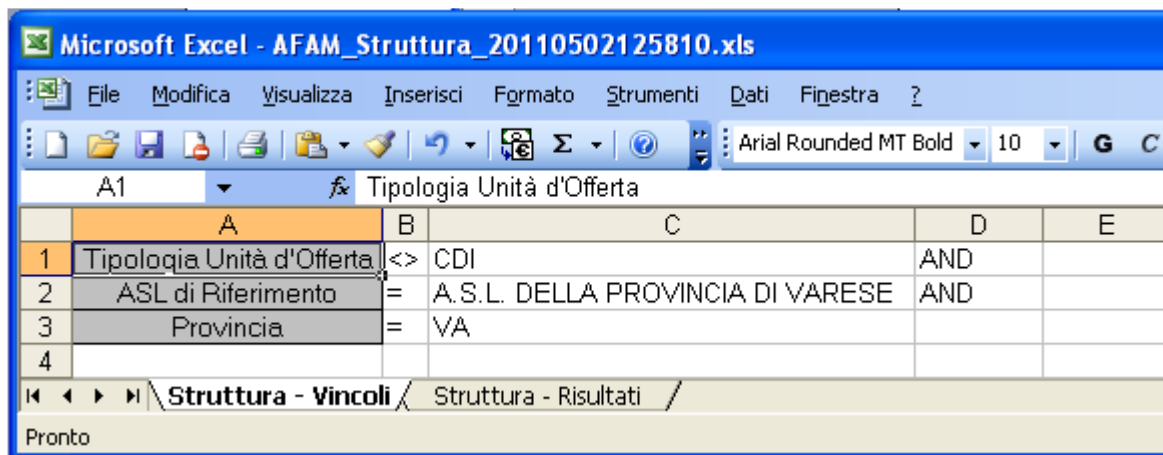 Microsoft Excel - AFAM_Struttura_20110502125810.xls
File Modifica Visualizza Inserisci Formato Strumenti Dati Finestra ?
Σ Arial Rounded MT Bold 10 G C
A1 fx Tipologia Unità d'Offerta
A B C D E
1 Tipologia Unità d'Offerta <> CDI AND
2 ASL di Riferimento = A.S.L. DELLA PROVINCIA DI VARESE AND
3 Provincia = VA
4
Struttura - Vincoli Struttura - Risultati
Pronto